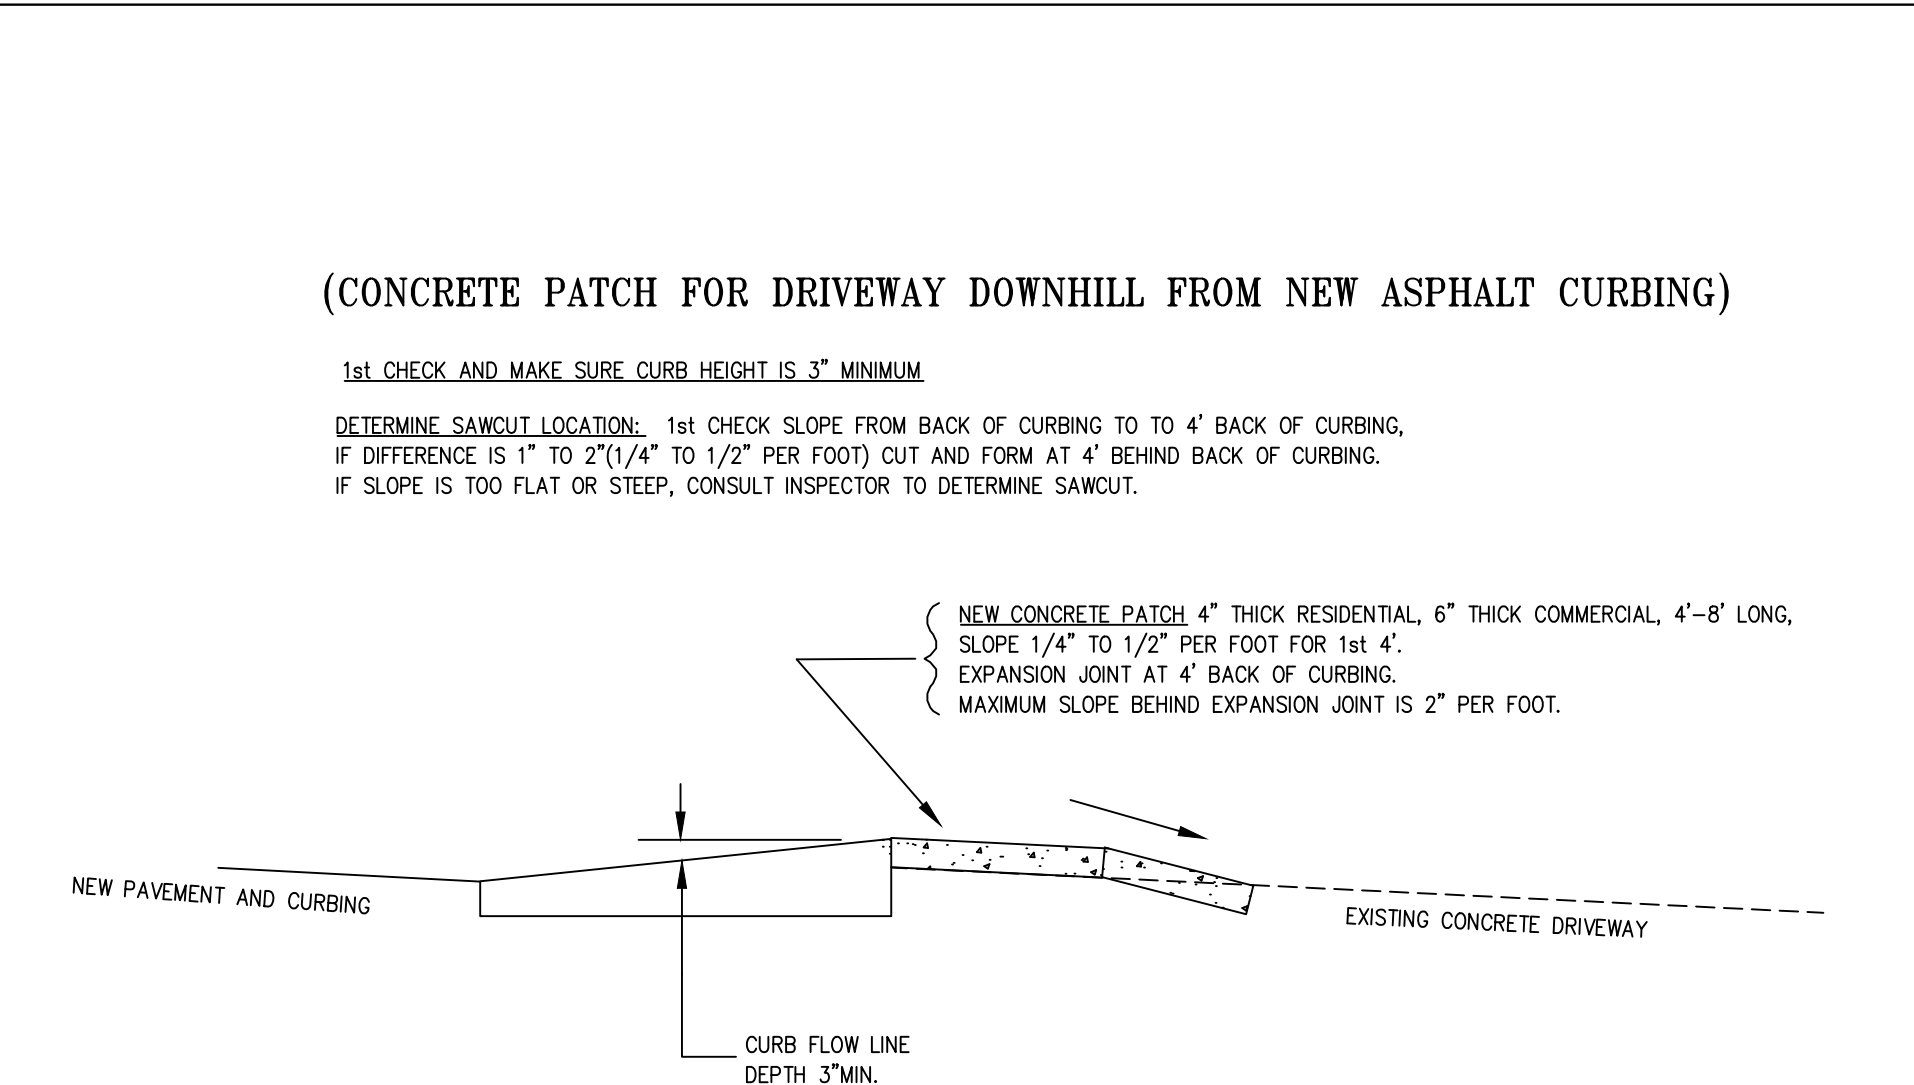 (CONCRETE PATCH FOR DRIVEWAY DOWNHILL FROM NEW ASPHALT CURBING)
1st CHECK AND MAKE SURE CURB HEIGHT IS 3" MINIMUM
DETERMINE SAWCUT LOCATION: 1st CHECK SLOPE FROM BACK OF CURBING TO TO 4' BACK OF CURBING,
IF DIFFERENCE IS 1" TO 2"(1/4" TO 1/2" PER FOOT) CUT AND FORM AT 4' BEHIND BACK OF CURBING.
IF SLOPE IS TOO FLAT OR STEEP, CONSULT INSPECTOR TO DETERMINE SAWCUT.
NEW CONCRETE PATCH 4" THICK RESIDENTIAL, 6" THICK COMMERCIAL, 4'-8' LONG,
SLOPE 1/4" TO 1/2" PER FOOT FOR 1st 4'.
EXPANSION JOINT AT 4' BACK OF CURBING.
MAXIMUM SLOPE BEHIND EXPANSION JOINT IS 2" PER FOOT.
NEW PAVEMENT AND CURBING
EXISTING CONCRETE DRIVEWAY
CURB FLOW LINE
DEPTH 3"MIN.